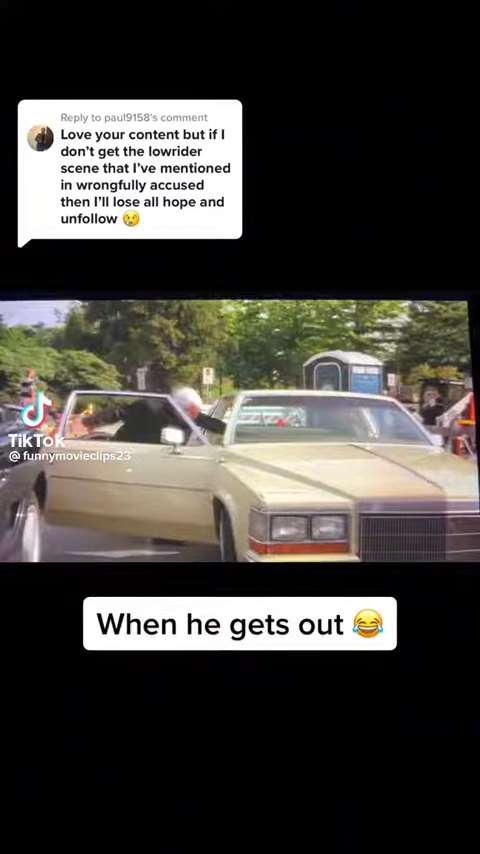 Reply to paul9158's comment
Love your content but if I
don't get the lowrider
scene that I've mentioned
in wrongfully accused
then I'll lose all hope and
unfollow 😢
TikTok
@funnymovieclips23
When he gets out 😂